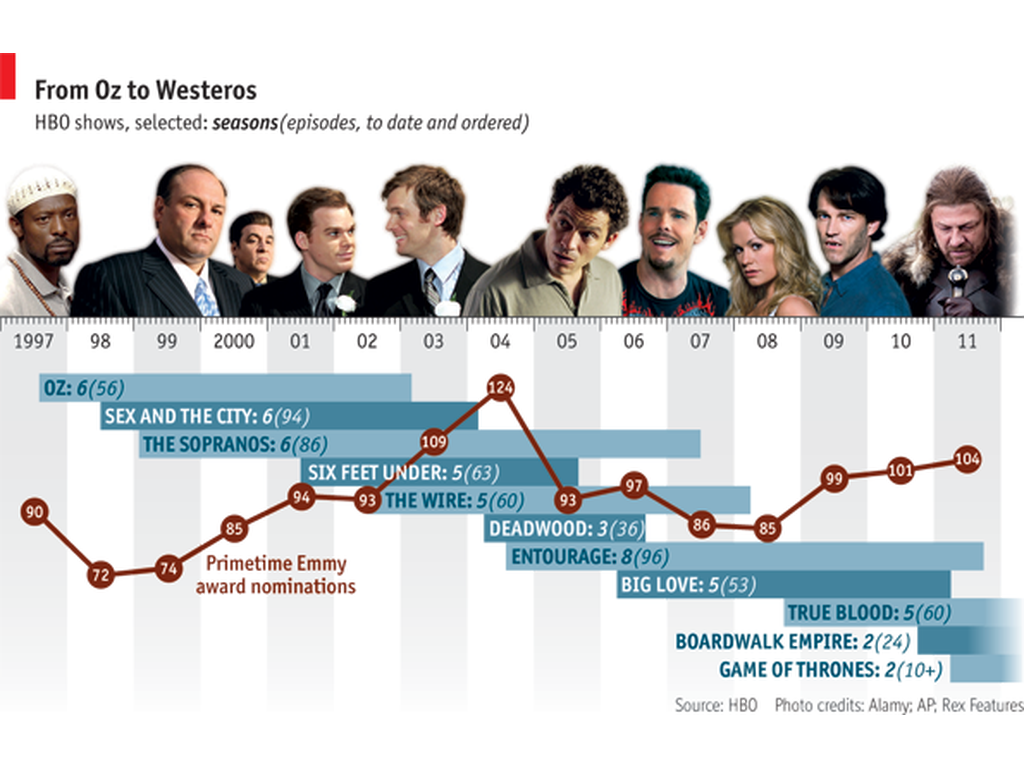 From Oz to Westeros
HBO shows, selected: seasons(episodes, to date and ordered)
1997 98 99 2000 01 02 03 04 05 06 07 08 09 10 11
OZ: 6(56)
124
SEX AND THE CITY: 6(94)
THE SOPRANOS: 6(86)
109
104
SIX FEET UNDER: 5(63)
101
99
97
94
93
THE WIRE: 5(60)
93
90
DEADWOOD: 3(36)
86
85
85
ENTOURAGE: 8(96)
Primetime Emmy
award nominations
74
72
BIG LOVE: 5(53)
TRUE BLOOD: 5(60)
BOARDWALK EMPIRE: 2(24)
GAME OF THRONES: 2(10+)
Source: HBO Photo credits: Alamy; AP; Rex Features